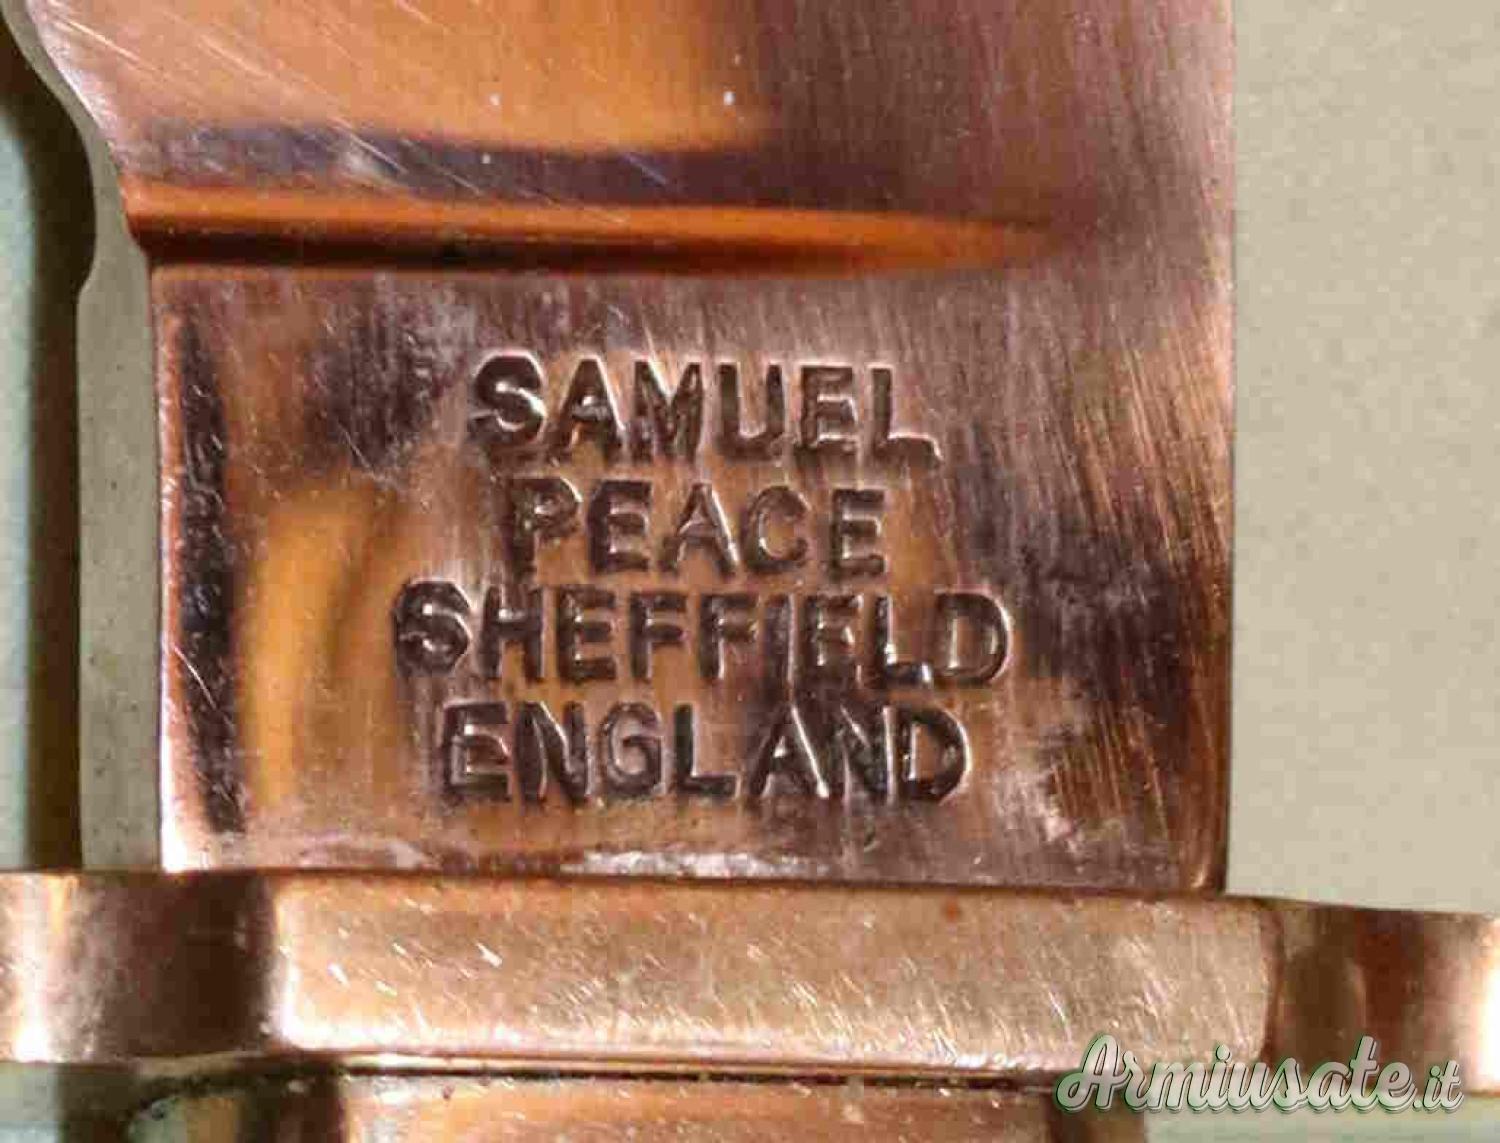 SAMUEL
PEACE
SHEFFIELD
ENGLAND
Armiusate.it